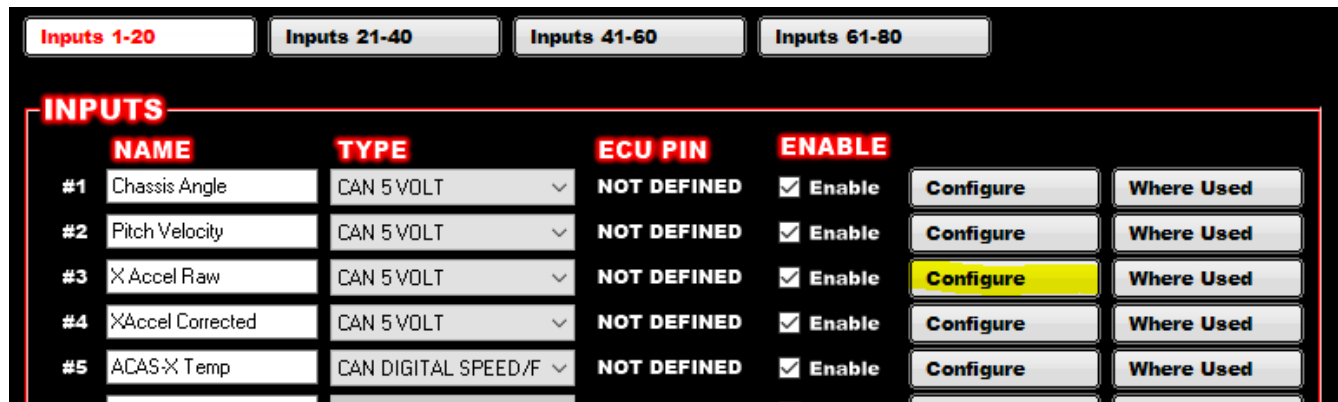 Inputs 1-20 Inputs 21-40 Inputs 41-60 Inputs 61-80
INPUTS
NAME TYPE ECU PIN ENABLE
#1 Chassis Angle CAN 5 VOLT NOT DEFINED Enable Configure Where Used
#2 Pitch Velocity CAN 5 VOLT NOT DEFINED Enable Configure Where Used
#3 X Accel Raw CAN 5 VOLT NOT DEFINED Enable Configure Where Used
#4 XAccel Corrected CAN 5 VOLT NOT DEFINED Enable Configure Where Used
#5 ACAS-X Temp CAN DIGITAL SPEED/F NOT DEFINED Enable Configure Where Used